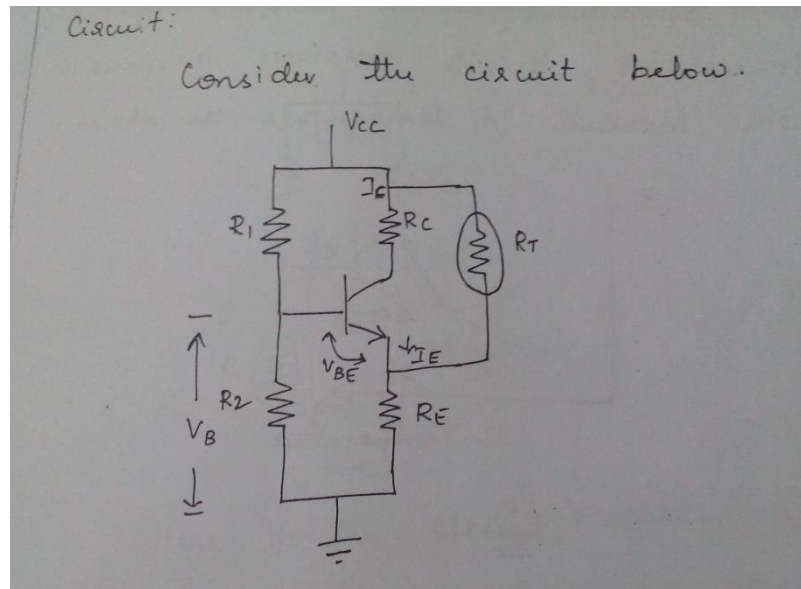 Circuit:
Consider the circuit below.
VCC
IC
R1
RC
RT
VBE
IE
R2
RE
VB